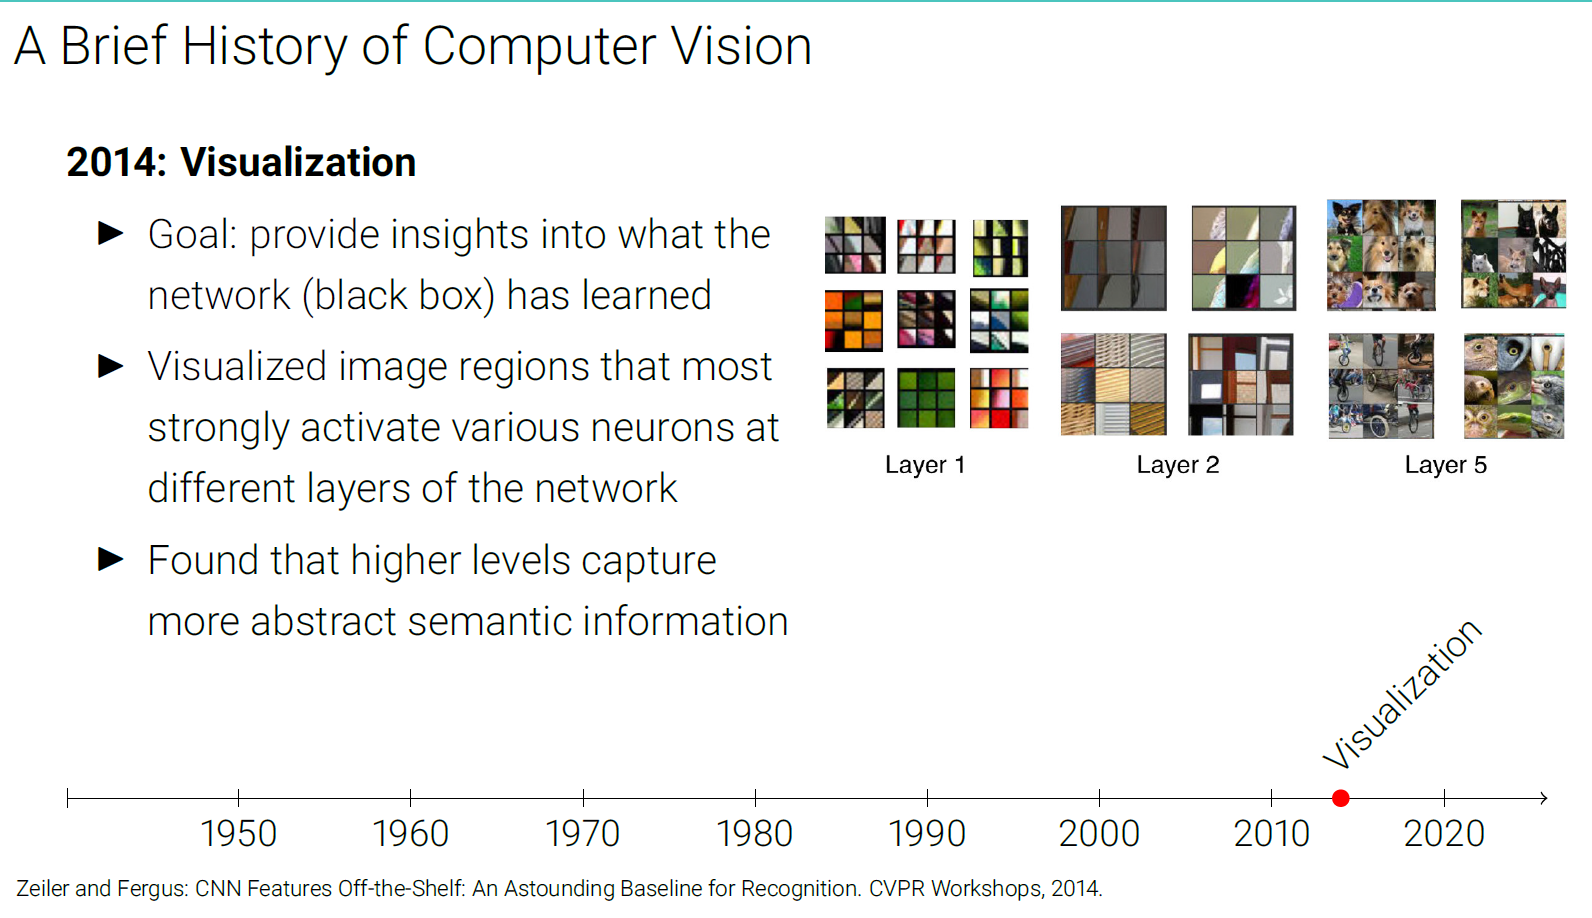 A Brief History of Computer Vision
2014: Visualization
► Goal: provide insights into what the
network (black box) has learned
► Visualized image regions that most
strongly activate various neurons at
different layers of the network
► Found that higher levels capture
more abstract semantic information
Layer 1
Layer 2
Layer 5
Visualization
1950
1960
1970
1980
1990
2000
2010
2020
Zeiler and Fergus: CNN Features Off-the-Shelf: An Astounding Baseline for Recognition. CVPR Workshops, 2014.